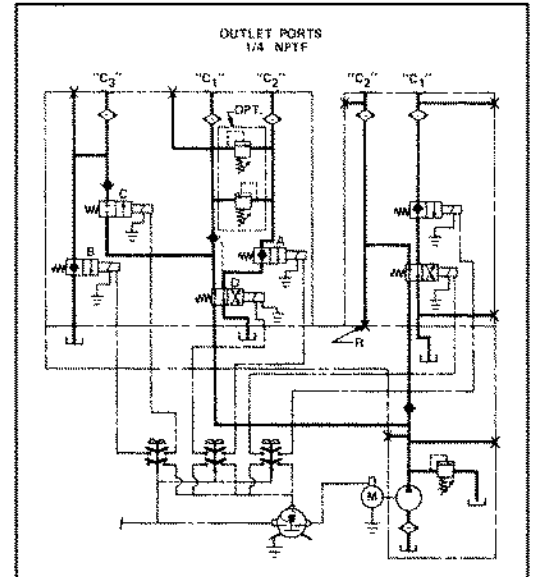 OUTLET PORTS
1/4 NPTF
"C3" "C1" "C2" "C2" "C1"
OPT.
C
B
A
D
R
M